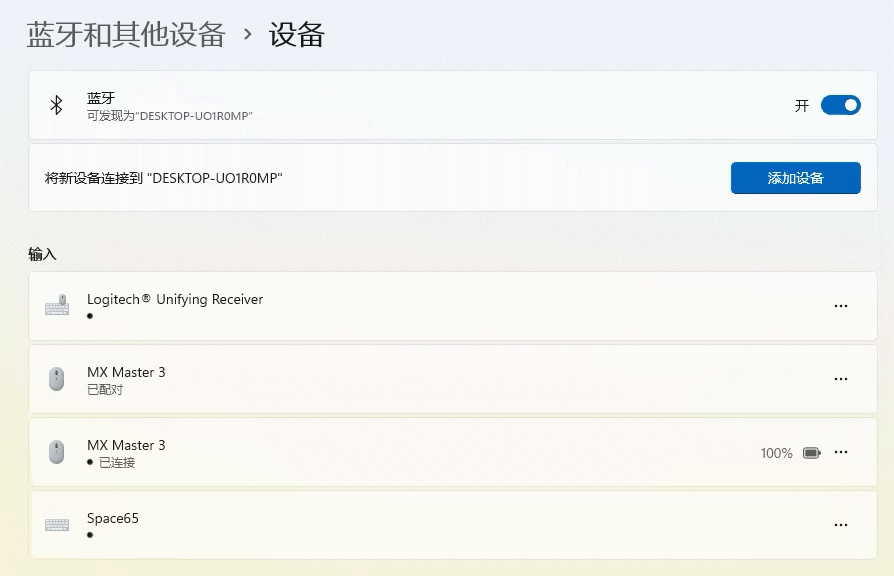 蓝牙和其他设备 › 设备
蓝牙
可发现为"DESKTOP-UO1R0MP"
开
将新设备连接到 "DESKTOP-UO1R0MP"
添加设备
输入
Logitech® Unifying Receiver
MX Master 3
已配对
MX Master 3
已连接
100%
Space65